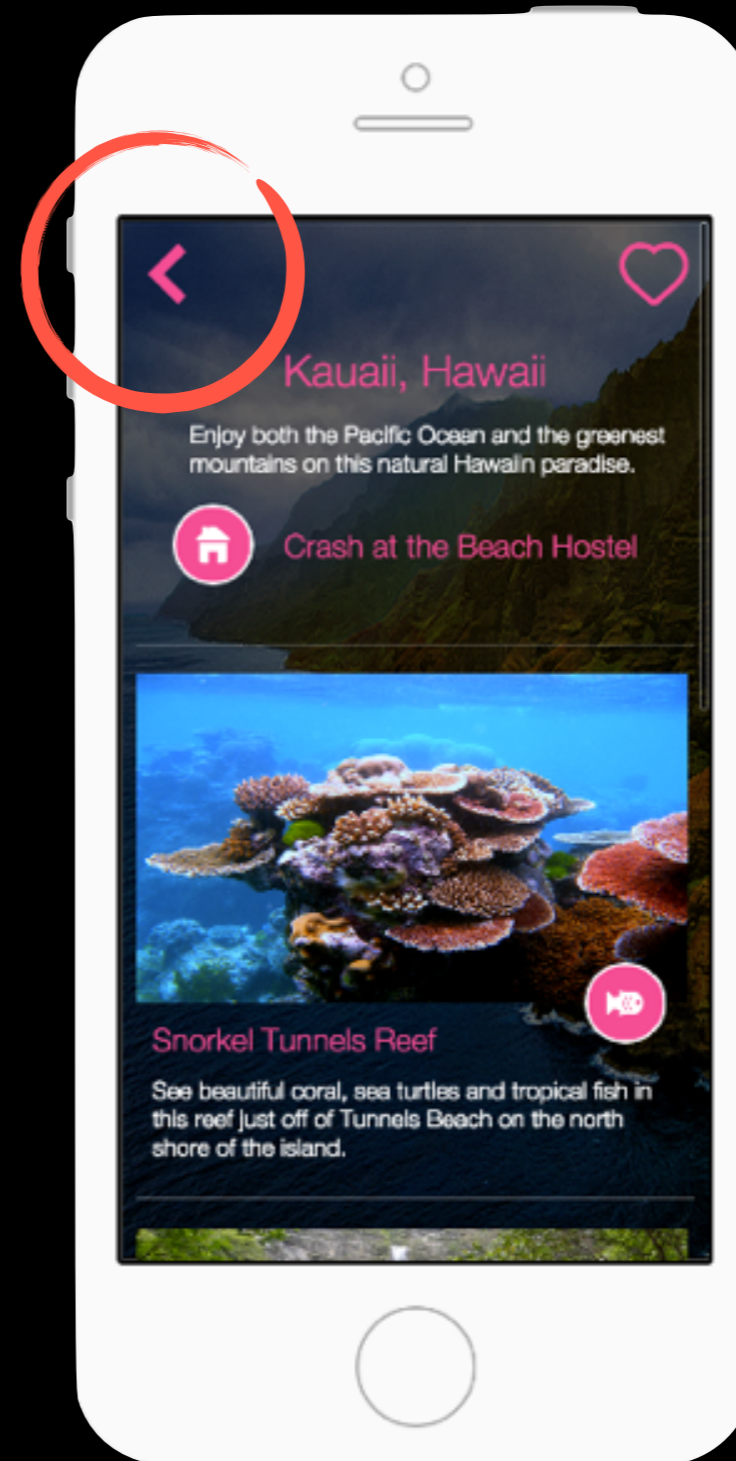 Kauaii, Hawaii
Enjoy both the Pacific Ocean and the greenest
mountains on this natural Hawaiin paradise.
Crash at the Beach Hostel
Snorkel Tunnels Reef
See beautiful coral, sea turtles and tropical fish in
this reef just off of Tunnels Beach on the north
shore of the island.